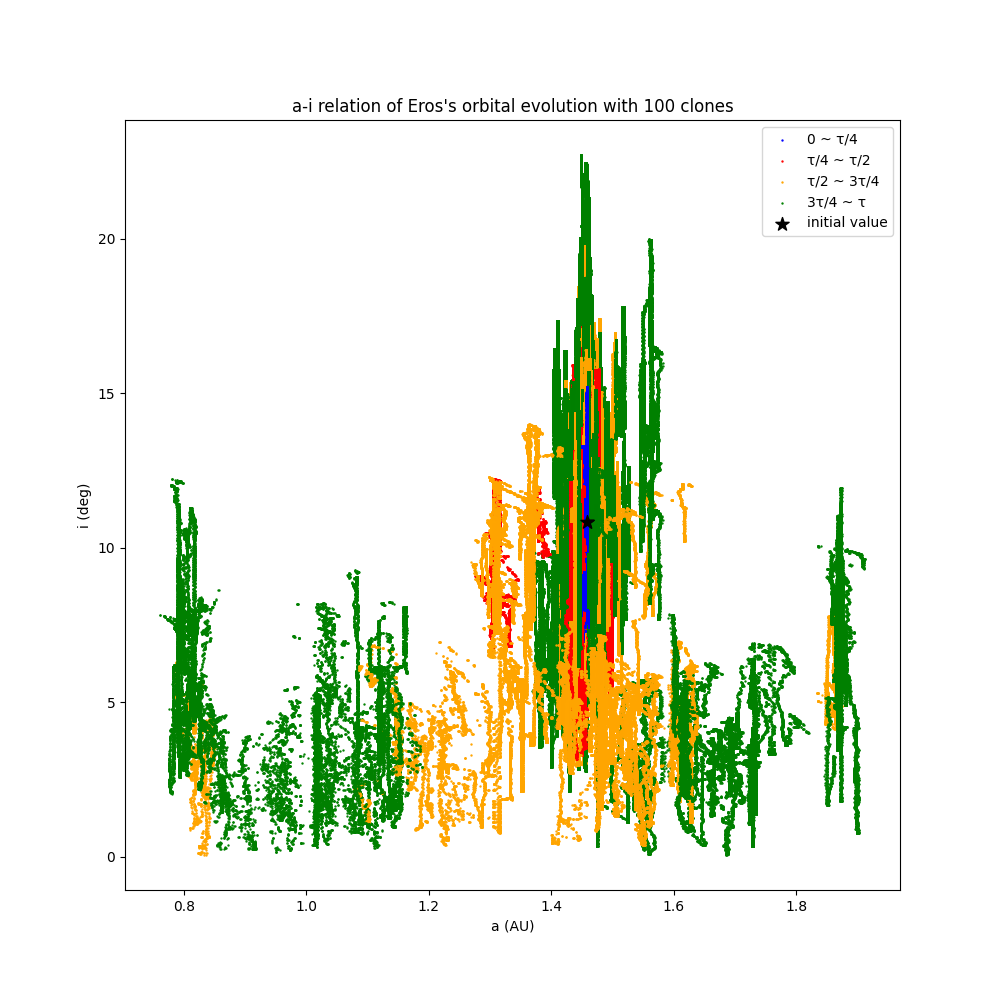 a-i relation of Eros's orbital evolution with 100 clones
0 ~ τ/4
τ/4 ~ τ/2
τ/2 ~ 3τ/4
3τ/4 ~ τ
initial value
i (deg)
20
15
10
5
0
0.8 1.0 1.2 1.4 1.6 1.8
a (AU)